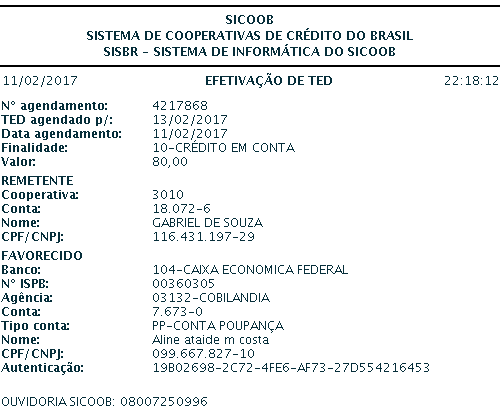 SICOOB
SISTEMA DE COOPERATIVAS DE CRÉDITO DO BRASIL
SISBR - SISTEMA DE INFORMÁTICA DO SICOOB
11/02/2017 EFETIVAÇÃO DE TED 22:18:12
N° agendamento: 4217868
TED agendado p/: 13/02/2017
Data agendamento: 11/02/2017
Finalidade: 10-CRÉDITO EM CONTA
Valor: 80,00
REMETENTE
Cooperativa: 3010
Conta: 18.072-6
Nome: GABRIEL DE SOUZA
CPF/CNPJ: 116.431.197-29
FAVORECIDO
Banco: 104-CAIXA ECONOMICA FEDERAL
N° ISPB: 00360305
Agência: 03132-COBILANDIA
Conta: 7.673-0
Tipo conta: PP-CONTA POUPANÇA
Nome: Aline ataide m costa
CPF/CNPJ: 099.667.827-10
Autenticação: 19B02698-2C72-4FE6-AF73-27D554216453
OUVIDORIA SICOOB: 08007250996